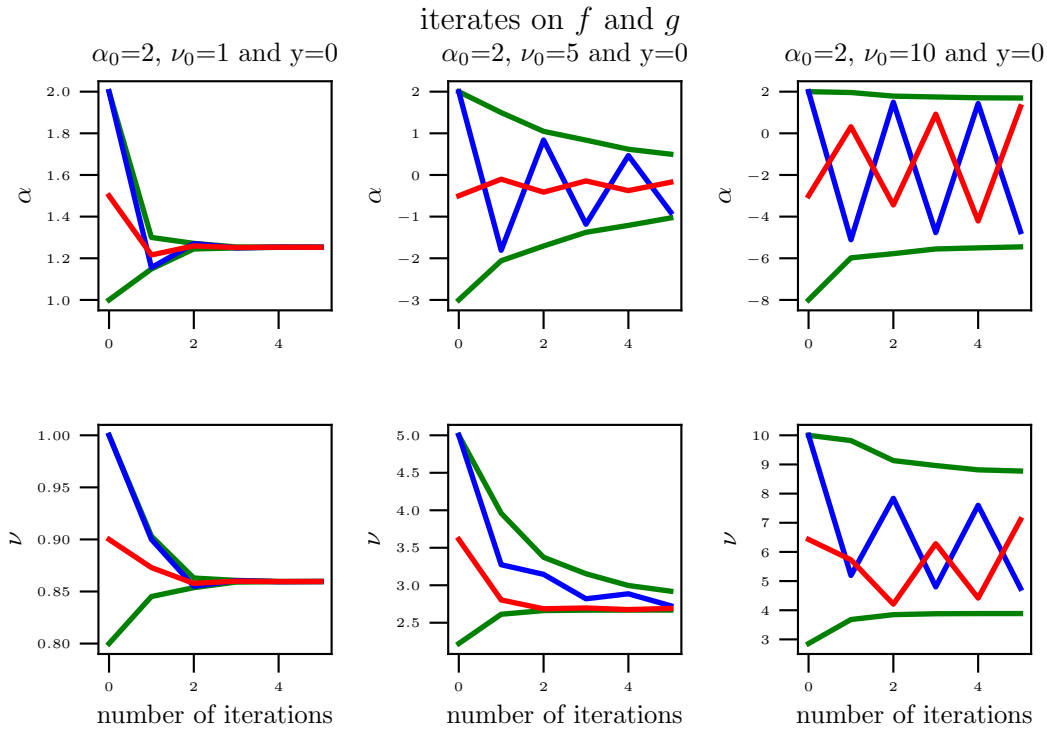 iterates on f and g
α₀=2, ν₀=1 and y=0
α₀=2, ν₀=5 and y=0
α₀=2, ν₀=10 and y=0
α
2.0
1.8
1.6
1.4
1.2
1.0
0 2 4
α
2
1
0
−1
−2
−3
0 2 4
α
2
0
−2
−4
−6
−8
0 2 4
ν
1.00
0.95
0.90
0.85
0.80
0 2 4
number of iterations
ν
5.0
4.5
4.0
3.5
3.0
2.5
0 2 4
number of iterations
ν
10
9
8
7
6
5
4
3
0 2 4
number of iterations